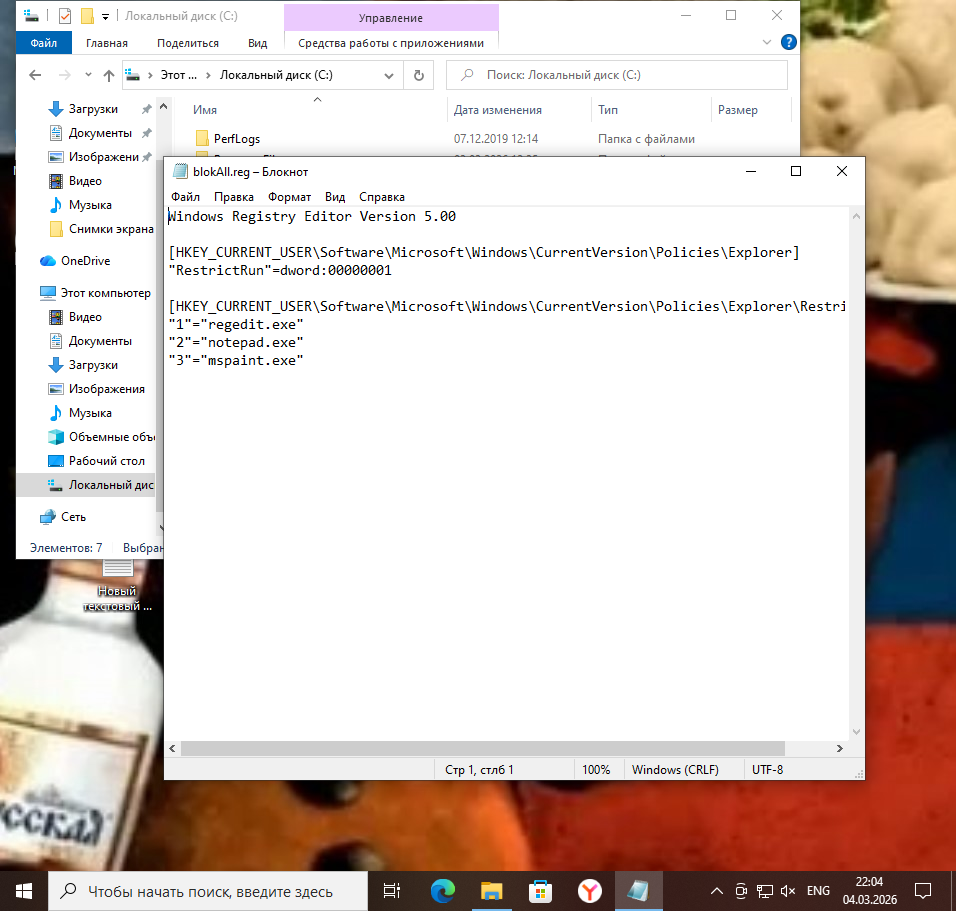 Локальный диск (C:)
Управление
Файл
Главная
Поделиться
Вид
Средства работы с приложениями
Этот ...
Локальный диск (C:)
Поиск: Локальный диск (C:)
Имя
Дата изменения
Тип
Размер
Загрузки
Документы
Изображени
Видео
Музыка
Снимки экрана
OneDrive
Этот компьютер
Видео
Документы
Загрузки
Изображения
Музыка
Объемные объ
Рабочий стол
Локальный дис
Сеть
PerfLogs
07.12.2019 12:14
Папка с файлами
Элементов: 7
Выбран
blokAll.reg – Блокнот
Файл
Правка
Формат
Вид
Справка
Windows Registry Editor Version 5.00
[HKEY_CURRENT_USER\Software\Microsoft\Windows\CurrentVersion\Policies\Explorer]
"RestrictRun"=dword:00000001
[HKEY_CURRENT_USER\Software\Microsoft\Windows\CurrentVersion\Policies\Explorer\Restri
"1"="regedit.exe"
"2"="notepad.exe"
"3"="mspaint.exe"
Стр 1, стлб 1
100%
Windows (CRLF)
UTF-8
Новый
текстовый ...
сская
Чтобы начать поиск, введите здесь
ENG
22:04
04.03.2026